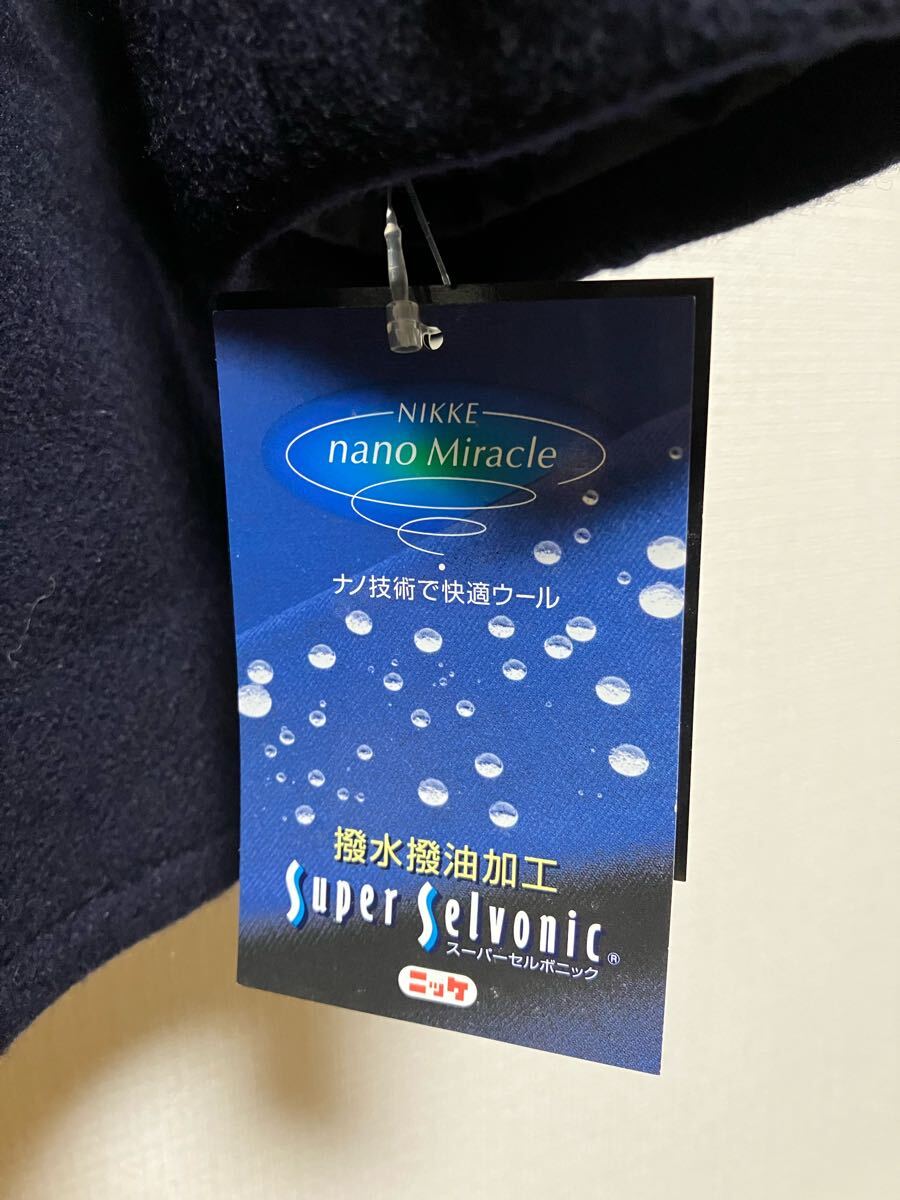 NIKKE
nano Miracle
ナノ技術で快適ウール
撥水撥油加工
Super Selvonic®
スーパーセルボニック
ニッケ